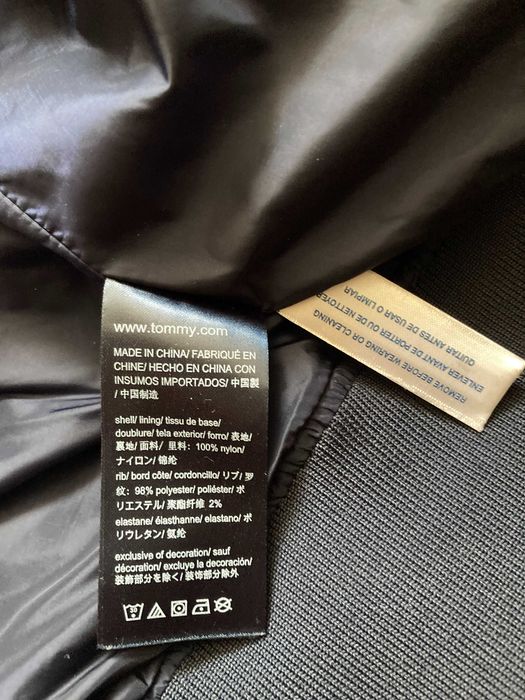 www.tommy.com
MADE IN CHINA/ FABRIQUÉ EN
CHINE/ HECHO EN CHINA CON
INSUMOS IMPORTADOS/ 中国製
/ 中国制造
shell/ lining/ tissu de base/
doublure/ tela exterior/ forro/ 表地/
裏地/ 面料/ 里料: 100% nylon/
ナイロン/ 锦纶
rib/ bord côte/ cordoncillo/ リブ/ 罗
纹: 98% polyester/ poliéster/ ポ
リエステル/ 聚酯纤维 2%
elastane/ élasthanne/ elastano/ ポ
リウレタン/ 氨纶
exclusive of decoration/ sauf
décoration/ excluye la decoración/
装飾部分を除く/ 装饰部分除外
30
REMOVE BEFORE WEARING OR CLEANING
ENLEVER AVANT DE PORTER OU DE NETTOYER
QUITAR ANTES DE USAR O LIMPIAR